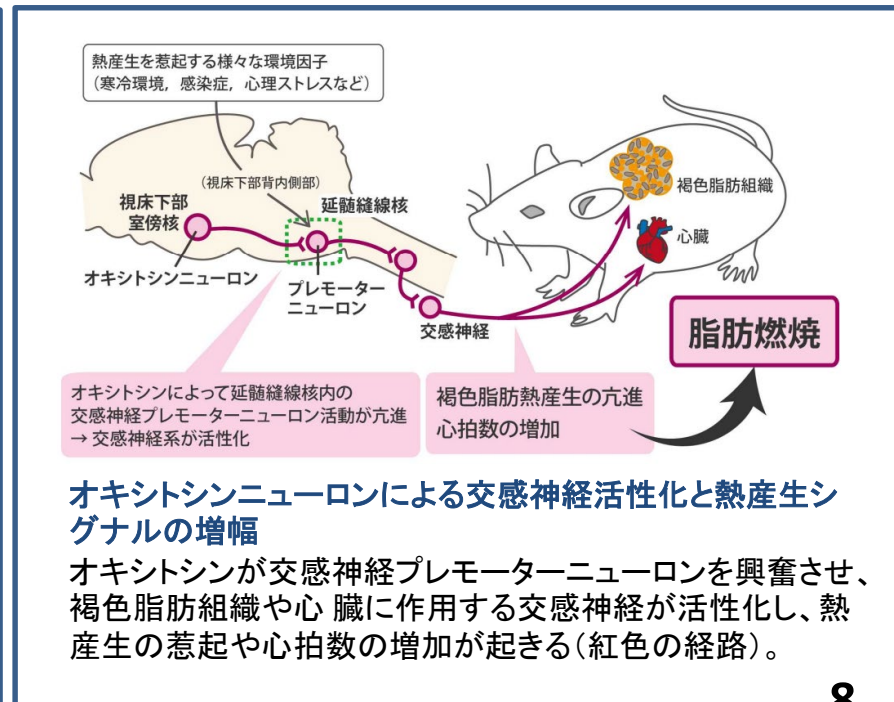 熱産生を惹起する様々な環境因子
（寒冷環境，感染症，心理ストレスなど）
（視床下部背内側部）
視床下部
室傍核
延髄縫線核
オキシトシンニューロン
プレモーター
ニューロン
交感神経
褐色脂肪組織
心臓
脂肪燃焼
オキシトシンによって延髄縫線核内の
交感神経プレモーターニューロン活動が亢進
→ 交感神経系が活性化
褐色脂肪熱産生の亢進
心拍数の増加
オキシトシンニューロンによる交感神経活性化と熱産生シ
グナルの増幅
オキシトシンが交感神経プレモーターニューロンを興奮させ、
褐色脂肪組織や心 臓に作用する交感神経が活性化し、熱
産生の惹起や心拍数の増加が起きる（紅色の経路）。
8